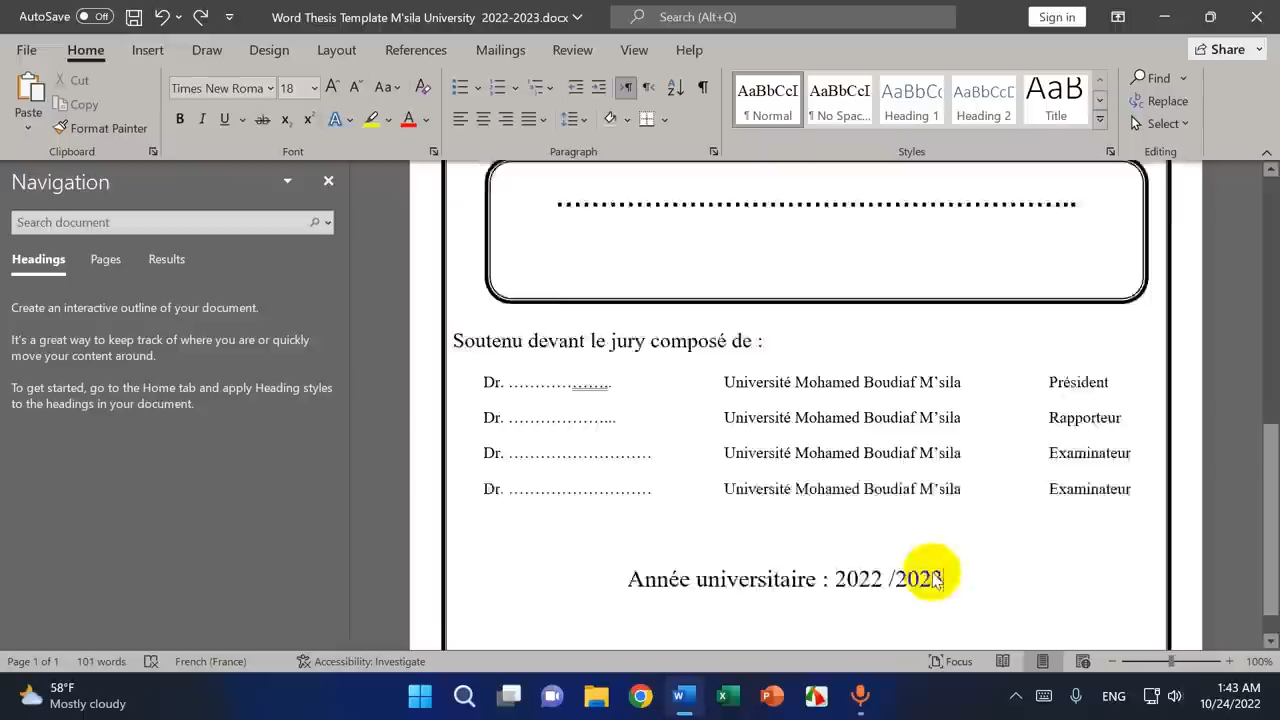 AutoSave Off Word Thesis Template M'sila University 2022-2023.docx Search (Alt+Q) Sign in
File Home Insert Draw Design Layout References Mailings Review View Help Share
Paste Cut Copy Format Painter
Times New Roma 18
AaBbCcI ¶ Normal AaBbCcI ¶ No Spac... AaBbCc Heading 1 AaBbCcD Heading 2 AaB Title
Find Replace Select
Clipboard Font Paragraph Styles Editing
Navigation
Search document
Headings Pages Results
Create an interactive outline of your document.
It's a great way to keep track of where you are or quickly
move your content around.
To get started, go to the Home tab and apply Heading styles
to the headings in your document.
Soutenu devant le jury composé de :
Dr. ………………. Université Mohamed Boudiaf M'sila Président
Dr. ………………... Université Mohamed Boudiaf M'sila Rapporteur
Dr. ……………………… Université Mohamed Boudiaf M'sila Examinateur
Dr. ……………………… Université Mohamed Boudiaf M'sila Examinateur
Année universitaire : 2022 /2023
Page 1 of 1 101 words French (France) Accessibility: Investigate Focus 100%
58°F
Mostly cloudy
ENG
1:43 AM
10/24/2022